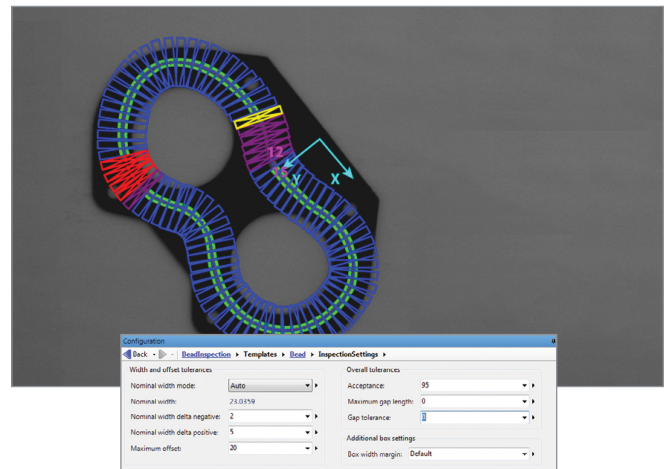 12
Y
X
Configuration
Back BeadInspection Templates Bead InspectionSettings
Width and offset tolerances
Nominal width mode: Auto
Nominal width: 23.0359
Nominal width delta negative: 2
Nominal width delta positive: 5
Maximum offset: 20
Overall tolerances
Acceptance: 95
Maximum gap length: 0
Gap tolerance:
Additional box settings
Box width margin: Default